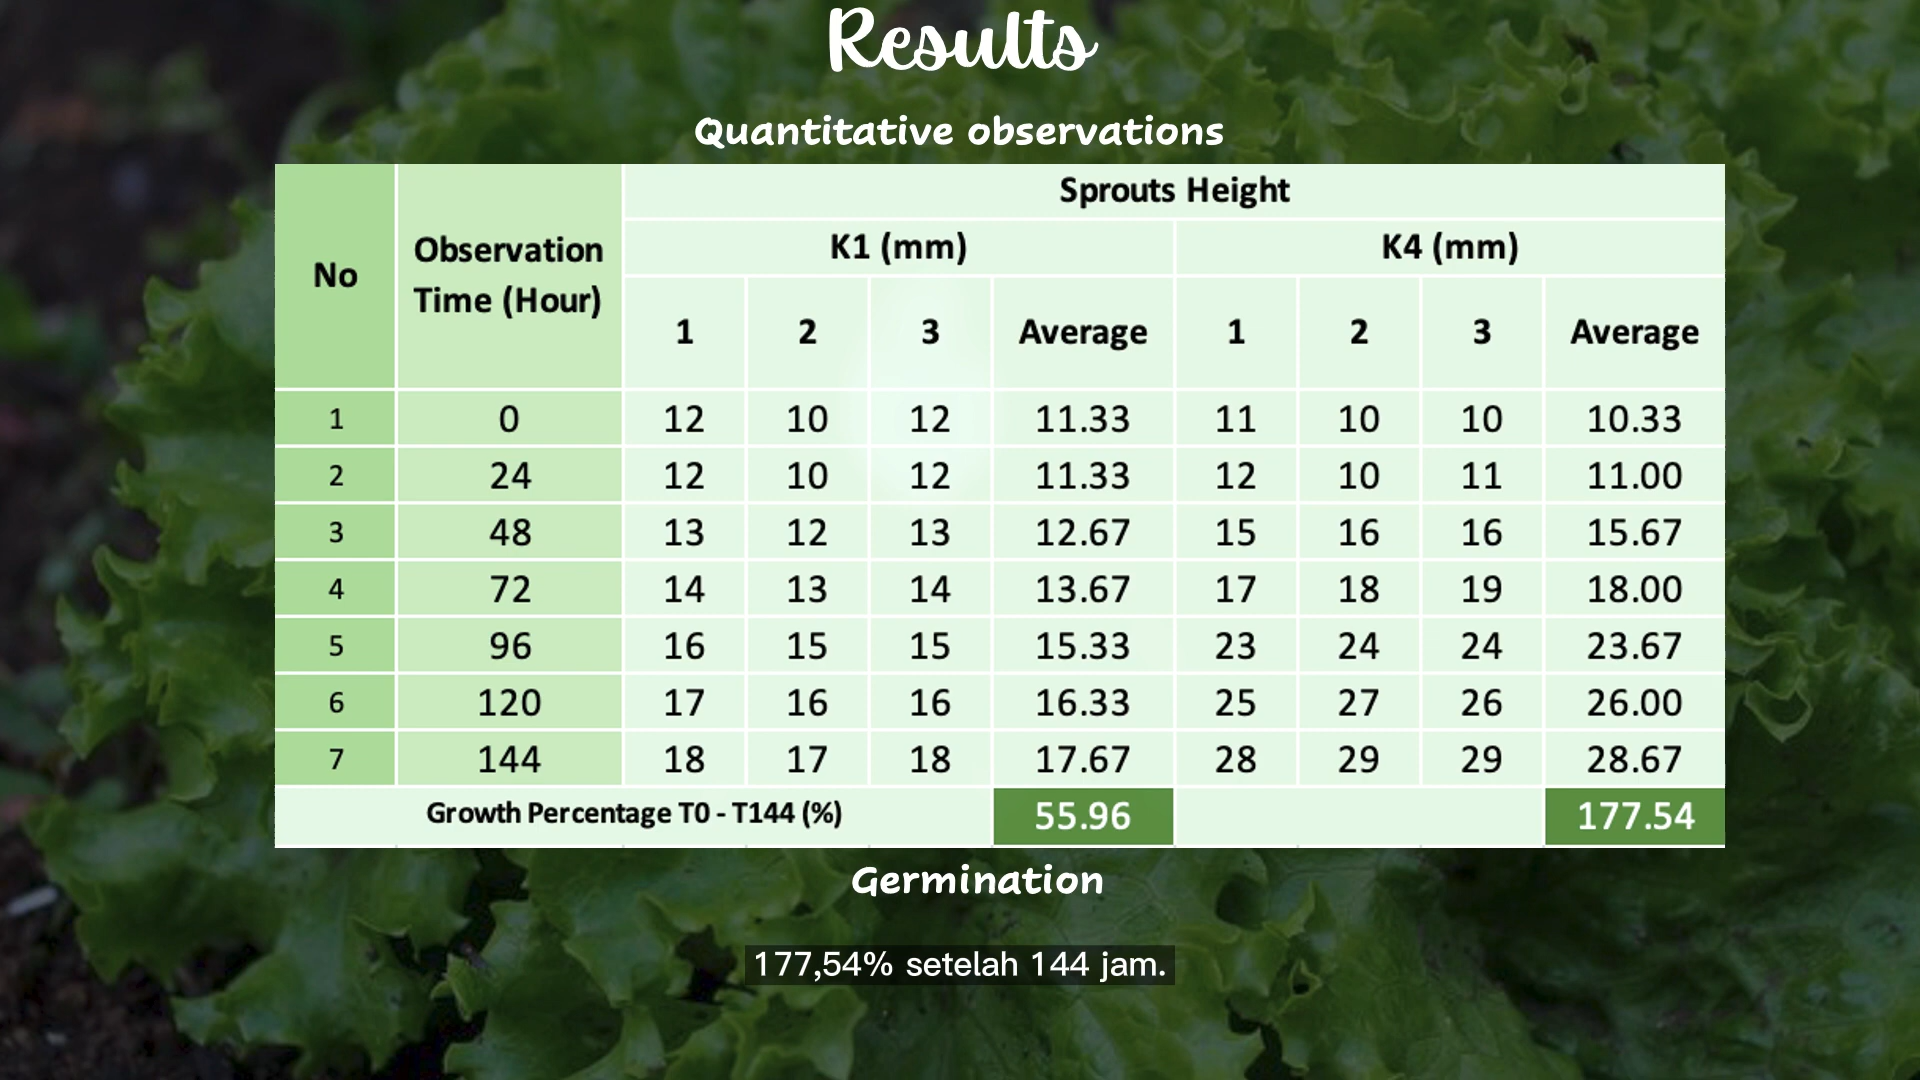 Results
Quantitative observations
No Observation Time (Hour) Sprouts Height
K1 (mm) K4 (mm)
1 2 3 Average 1 2 3 Average
1 0 12 10 12 11.33 11 10 10 10.33
2 24 12 10 12 11.33 12 10 11 11.00
3 48 13 12 13 12.67 15 16 16 15.67
4 72 14 13 14 13.67 17 18 19 18.00
5 96 16 15 15 15.33 23 24 24 23.67
6 120 17 16 16 16.33 25 27 26 26.00
7 144 18 17 18 17.67 28 29 29 28.67
Growth Percentage T0 - T144 (%) 55.96 177.54
Germination
177,54% setelah 144 jam.